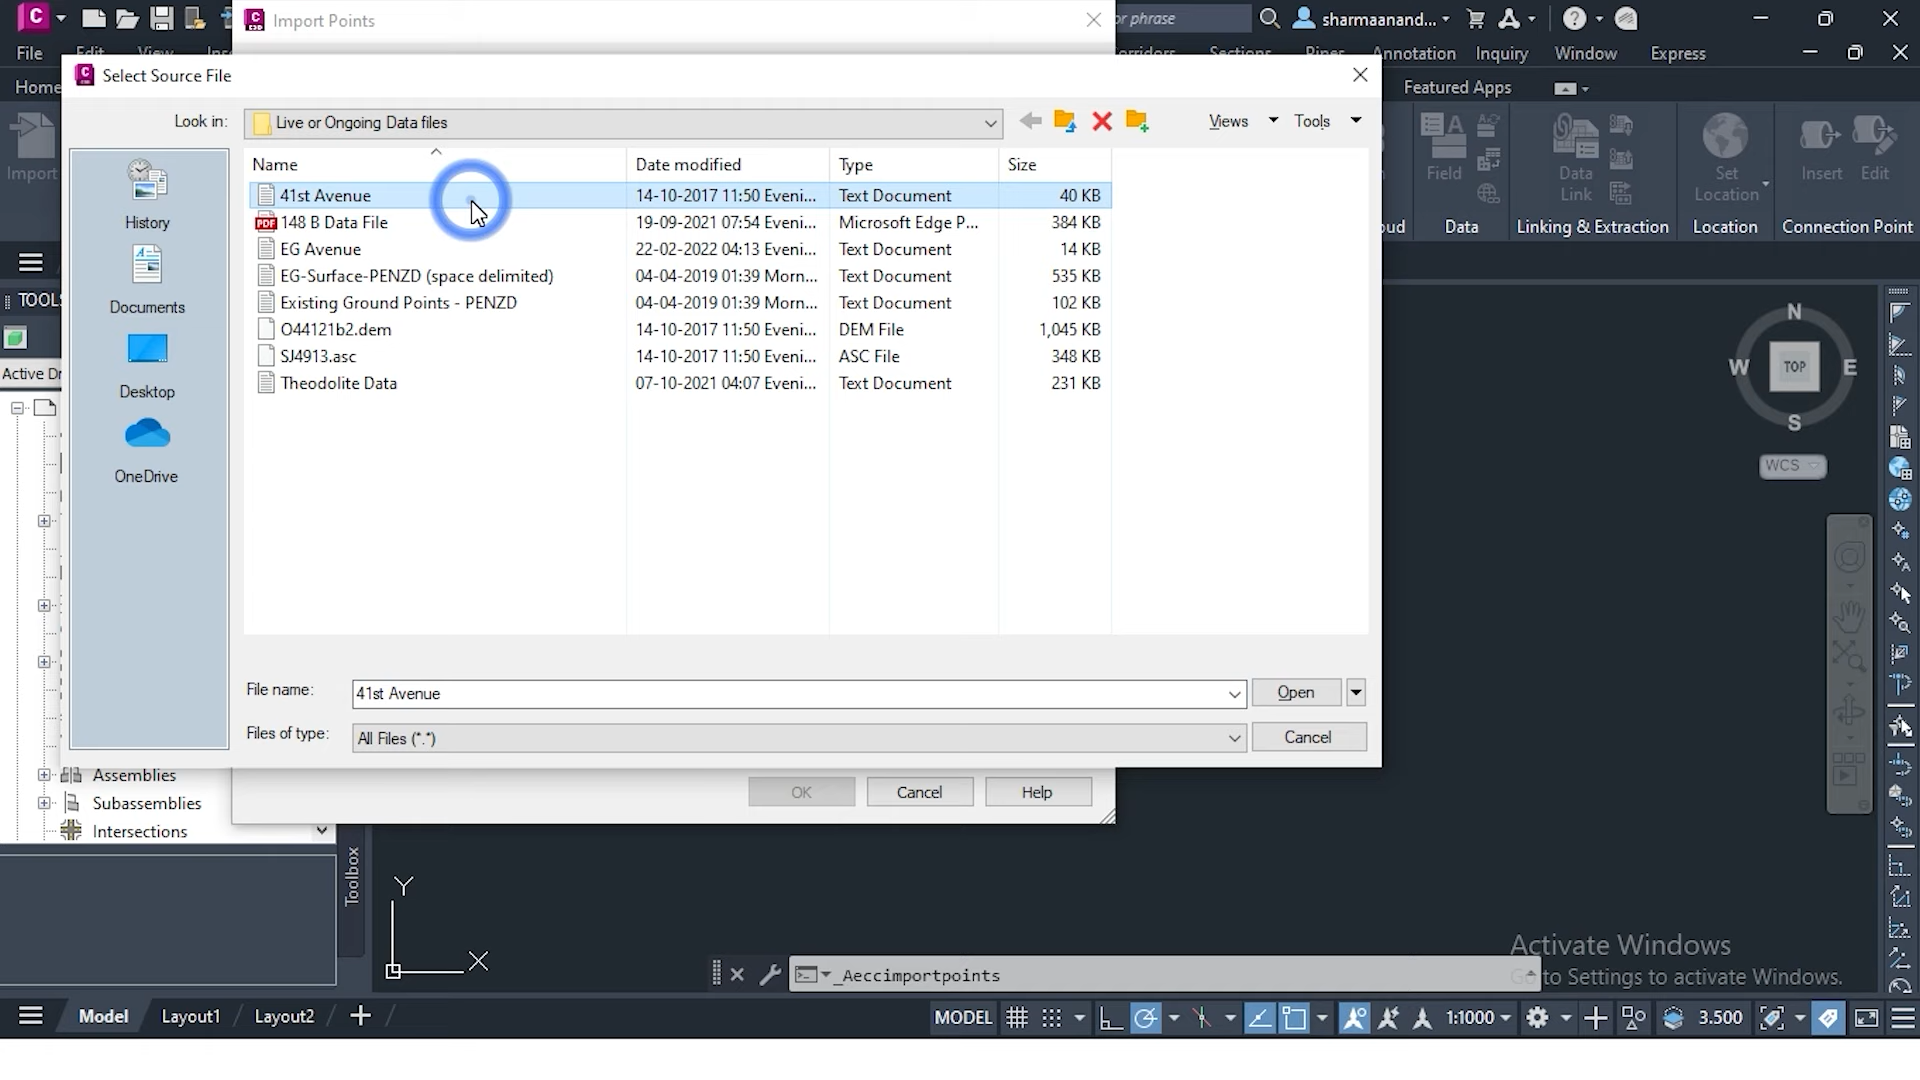 Import Points
or phrase
sharmaanand...
File
Edit
View
Corridors
Sections
Pipes
Annotation
Inquiry
Window
Express
Select Source File
Home
Featured Apps
Look in:
Live or Ongoing Data files
Views
Tools
Name
Date modified
Type
Size
Import
41st Avenue 14-10-2017 11:50 Eveni... Text Document 40 KB
148 B Data File 19-09-2021 07:54 Eveni... Microsoft Edge P... 384 KB
EG Avenue 22-02-2022 04:13 Eveni... Text Document 14 KB
EG-Surface-PENZD (space delimited) 04-04-2019 01:39 Morn... Text Document 535 KB
Existing Ground Points - PENZD 04-04-2019 01:39 Morn... Text Document 102 KB
O44121b2.dem 14-10-2017 11:50 Eveni... DEM File 1,045 KB
SJ4913.asc 14-10-2017 11:50 Eveni... ASC File 348 KB
Theodolite Data 07-10-2021 04:07 Eveni... Text Document 231 KB
History
Documents
Desktop
OneDrive
Field
Data
Link
Set
Location
Insert
Edit
oud
Data
Linking & Extraction
Location
Connection Point
TOOLS
Active Dr
N
W
TOP
E
S
WCS
File name:
41st Avenue
Open
Files of type:
All Files (*.*)
Cancel
Assemblies
Subassemblies
Intersections
OK
Cancel
Help
Toolbox
Y
X
_Aeccimportpoints
Activate Windows
Go to Settings to activate Windows.
Model
Layout1
Layout2
MODEL
1:1000
3.500